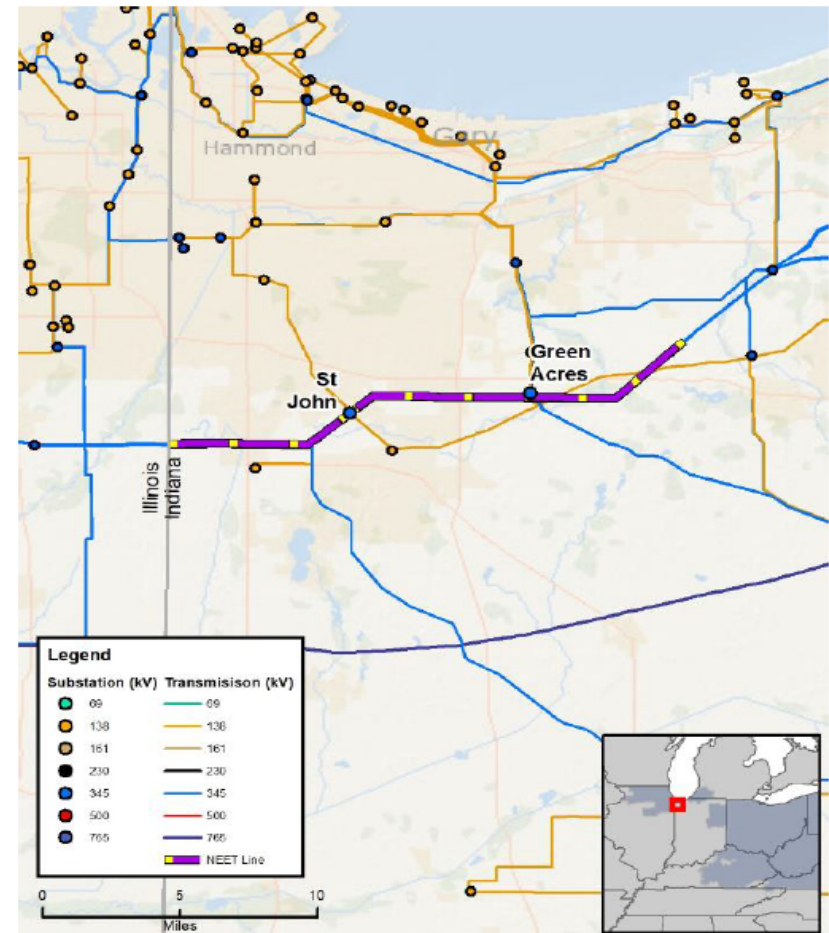 Hammond
Gary
Green
Acres
St
John
Illinois
Indiana
Legend
Substation (kV) Transmisison (kV)
69 69
138 138
161 161
230 230
345 345
500 500
765 765
NEET Line
0 5 10
Miles